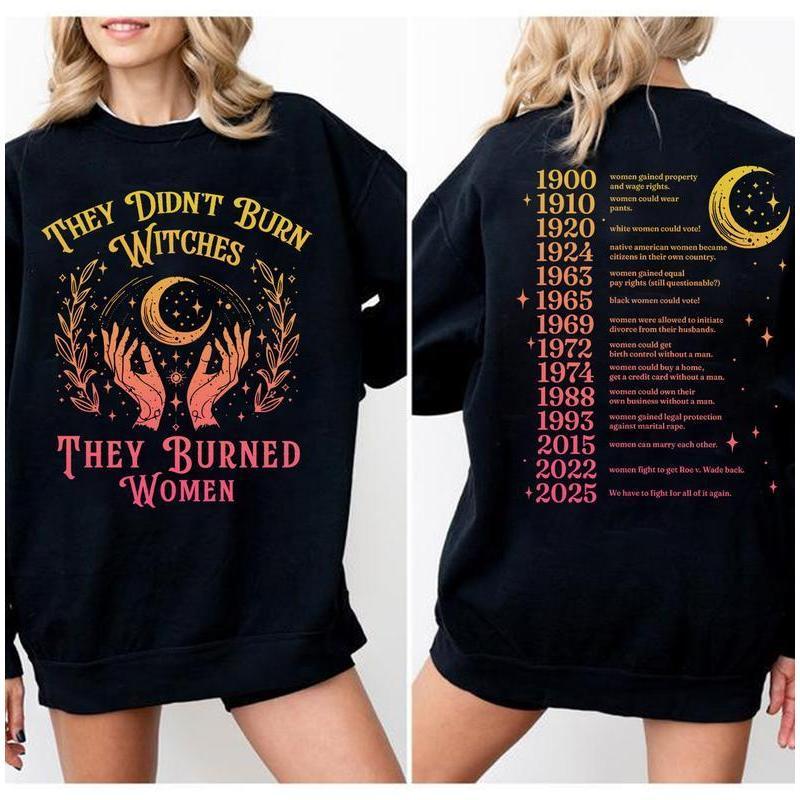 They Didn't Burn
Witches
They Burned
Women
1900 women gained property
and wage rights.
1910 women could wear
pants.
1920 white women could vote!
1924 native american women became
citizens in their own country.
1963 women gained equal
pay rights (still questionable?)
1965 black women could vote!
1969 women were allowed to initiate
divorce from their husbands.
1972 women could get
birth control without a man.
1974 women could buy a home,
get a credit card without a man.
1988 women could own their
own business without a man.
1993 women gained legal protection
against marital rape.
2015 women can marry each other.
2022 women fight to get Roe v. Wade back.
2025 We have to fight for all of it again.